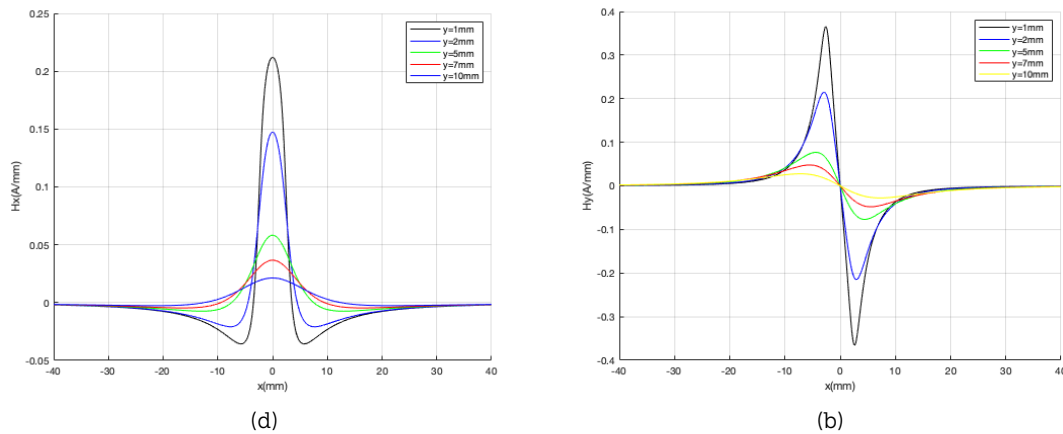 0.25
0.2
0.15
0.1
0.05
0
-0.05
Hx(A/mm)
-40 -30 -20 -10 0 10 20 30 40
x(mm)
y=1mm
y=2mm
y=5mm
y=7mm
y=10mm
(d)
0.4
0.3
0.2
0.1
0
-0.1
-0.2
-0.3
-0.4
Hy(A/mm)
-40 -30 -20 -10 0 10 20 30 40
x(mm)
y=1mm
y=2mm
y=5mm
y=7mm
y=10mm
(b)